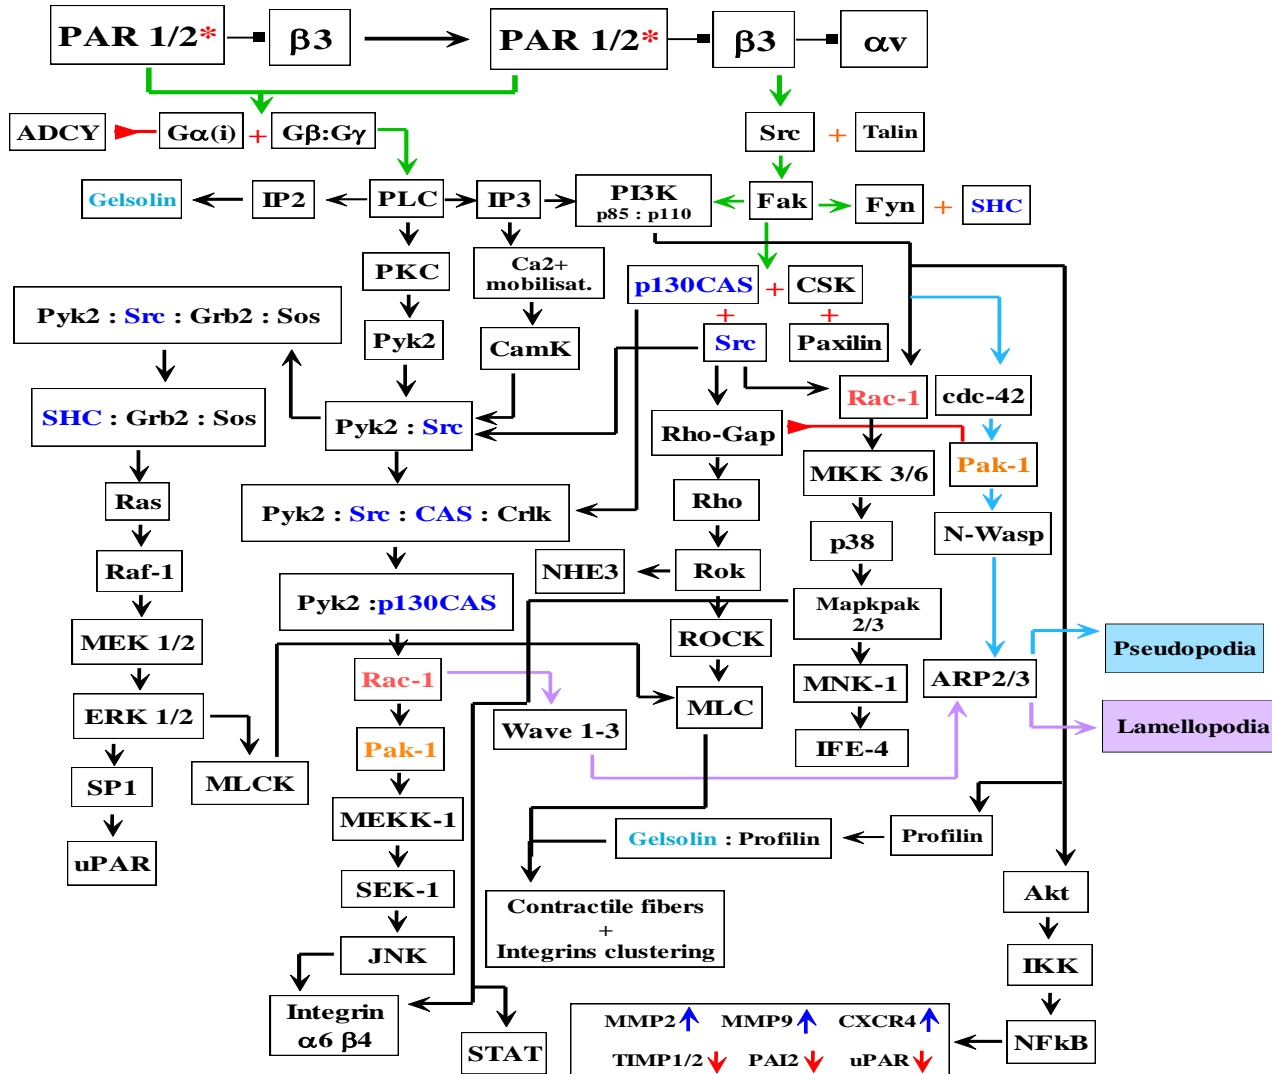 PAR 1/2*
β3
PAR 1/2*
β3
αv
ADCY
Gα(i)
+
Gβ:Gγ
Src
+
Talin
Gelsolin
IP2
PLC
IP3
PI3K
p85 : p110
Fak
Fyn
+
SHC
PKC
Ca2+
mobilisat.
p130CAS
+
CSK
+
+
Pyk2 : Src : Grb2 : Sos
Pyk2
CamK
Src
Paxilin
SHC : Grb2 : Sos
Pyk2 : Src
Rac-1
cdc-42
Rho-Gap
MKK 3/6
Pak-1
Ras
Pyk2 : Src : CAS : Crlk
Rho
p38
N-Wasp
Raf-1
NHE3
Rok
Pyk2 :p130CAS
Mapkpak
2/3
MEK 1/2
ROCK
Pseudopodia
Rac-1
MNK-1
ARP2/3
ERK 1/2
MLC
Wave 1-3
Lamellopodia
Pak-1
IFE-4
SP1
MLCK
MEKK-1
Gelsolin : Profilin
Profilin
uPAR
SEK-1
Akt
Contractile fibers
+
Integrins clustering
JNK
IKK
Integrin
α6 β4
STAT
MMP2 MMP9 CXCR4
TIMP1/2 PAI2 uPAR
NFkB